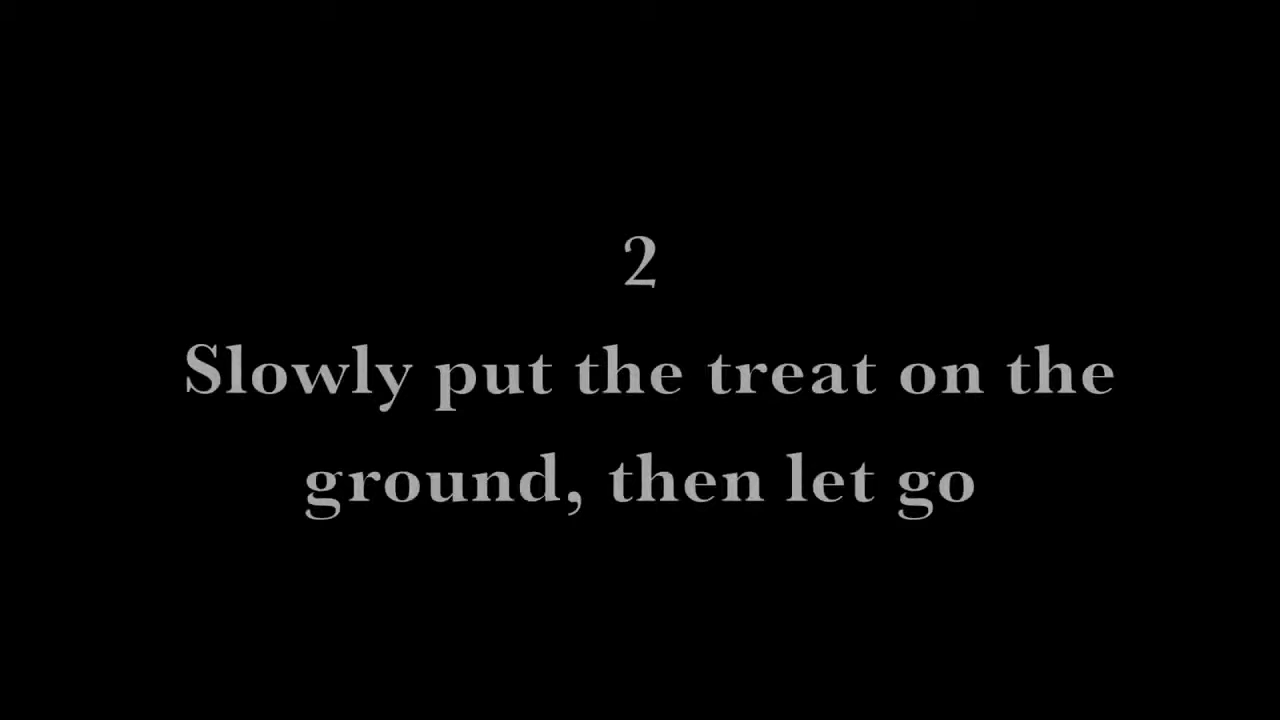 2
Slowly put the treat on the
ground, then let go